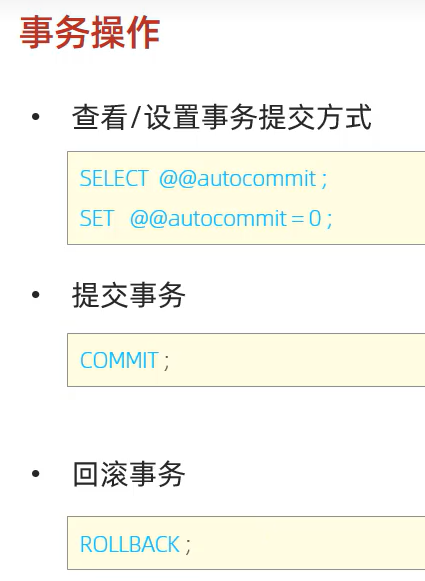 事务操作
• 查看/设置事务提交方式
SELECT @@autocommit ;
SET @@autocommit = 0 ;
• 提交事务
COMMIT ;
• 回滚事务
ROLLBACK ;